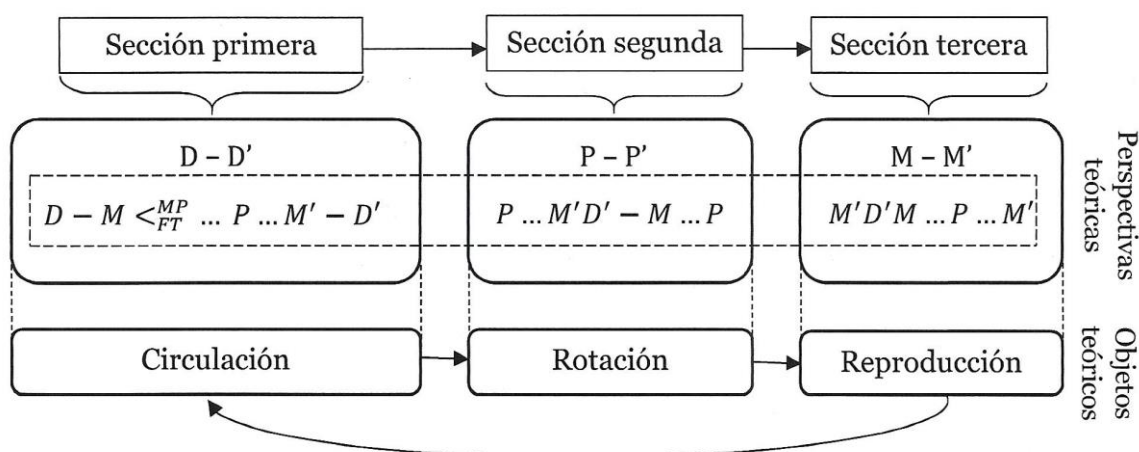 Sección primera
Sección segunda
Sección tercera
D – D’
P – P’
M – M’
D – M <MP FT … P … M′ – D′
P … M′D′ – M … P
M′D′M … P … M′
Perspectivas
teóricas
Circulación
Rotación
Reproducción
Objetos
teóricos